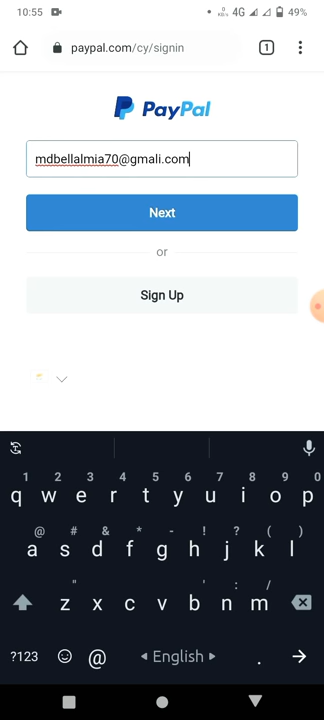 10:55 4G 49%
paypal.com/cy/signin 1
PayPal
mdbellalmia70@gmali.com
Next
or
Sign Up
1 2 3 4 5 6 7 8 9 0
q w e r t y u i o p
@ # & * - ! ? ( )
a s d f g h j k l
" ' : /
z x c v b n m
?123 @ English .